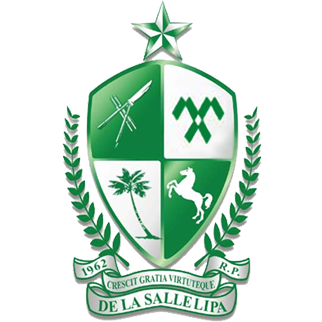 1962 R.P.
CRESCIT GRATIA VIRTUTEQUE
DE LA SALLE LIPA